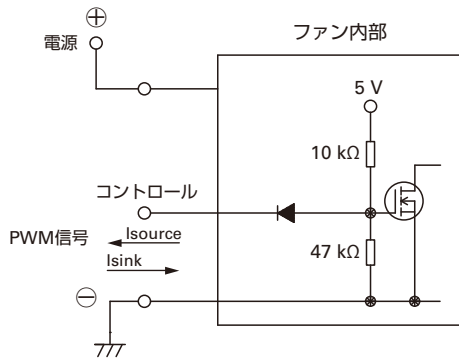 ⊕
電源
ファン内部
5 V
10 kΩ
コントロール
PWM信号
Isource
Isink
47 kΩ
⊖